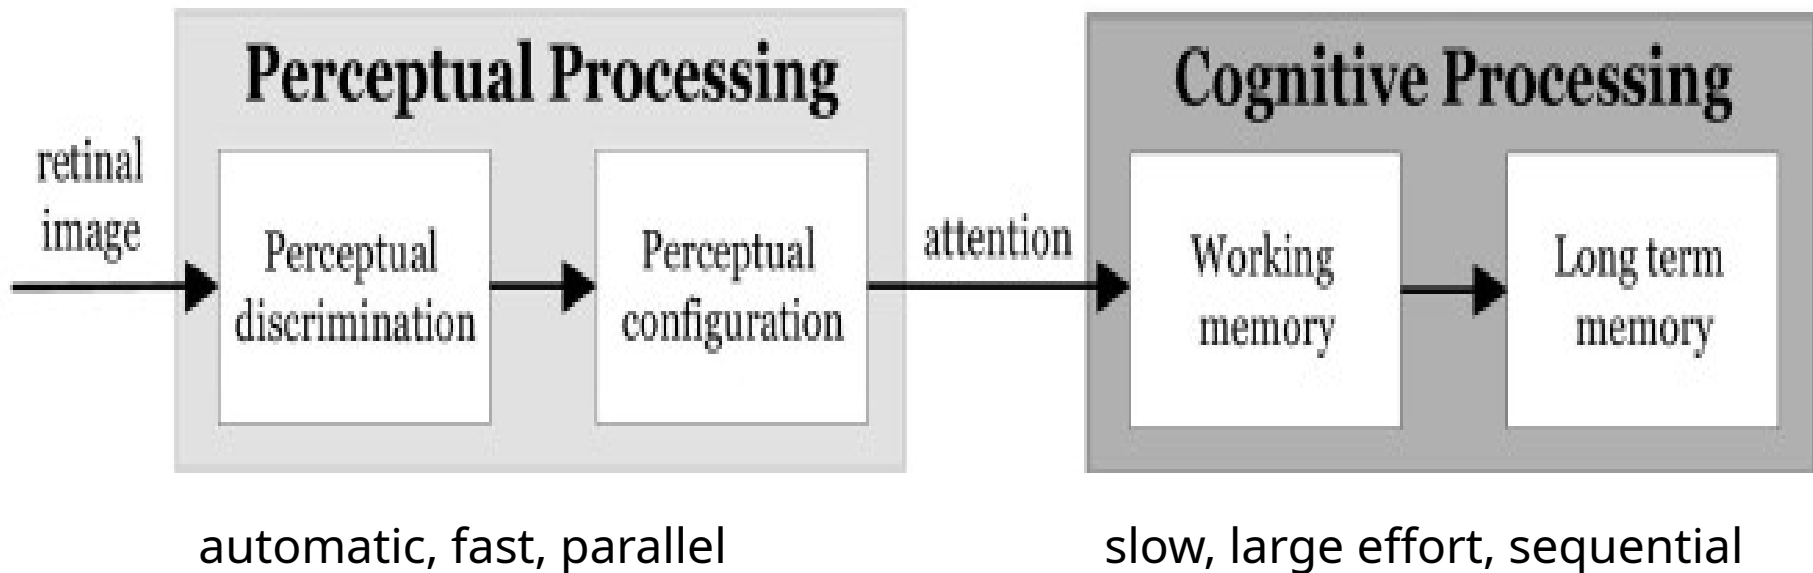 Perceptual Processing
retinal
image
Perceptual
discrimination
Perceptual
configuration
attention
Cognitive Processing
Working
memory
Long term
memory
automatic, fast, parallel
slow, large effort, sequential